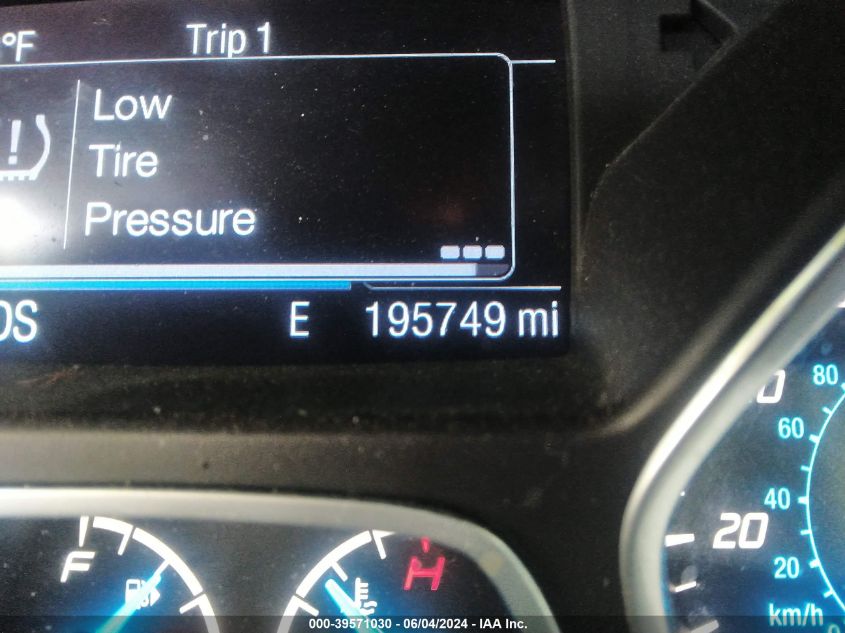 °F Trip 1
Low
Tire
Pressure
E 195749 mi
80
60
40
20
20
km/h
F
H
000-39571030 - 06/04/2024 - IAA Inc.